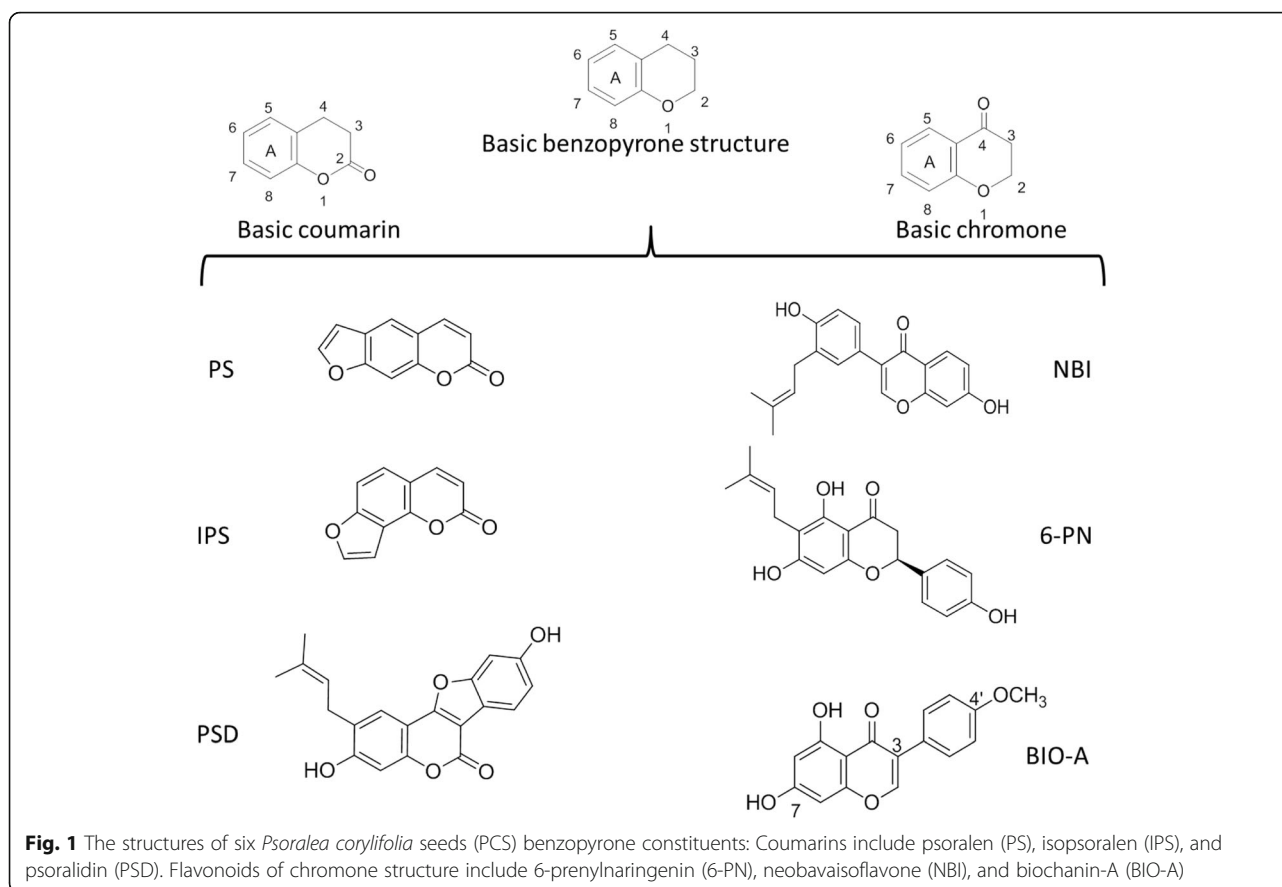 5
4
3
6
A
7
O
2
8
1
Basic benzopyrone structure
5
4
6
3
A
2
7
O
O
8
1
Basic coumarin
O
5
3
6
4
A
7
O
2
8
1
Basic chromone
PS
O
O
O
HO
O
O
OH
NBI
IPS
O
O
O
OH
O
HO
O
OH
6-PN
PSD
OH
O
HO
O
O
OH
O
4'
OCH3
3
HO
7
O
BIO-A
Fig. 1 The structures of six Psoralea corylifolia seeds (PCS) benzopyrone constituents: Coumarins include psoralen (PS), isopsoralen (IPS), and
psoralidin (PSD). Flavonoids of chromone structure include 6-prenylnaringenin (6-PN), neobavaisoflavone (NBI), and biochanin-A (BIO-A)